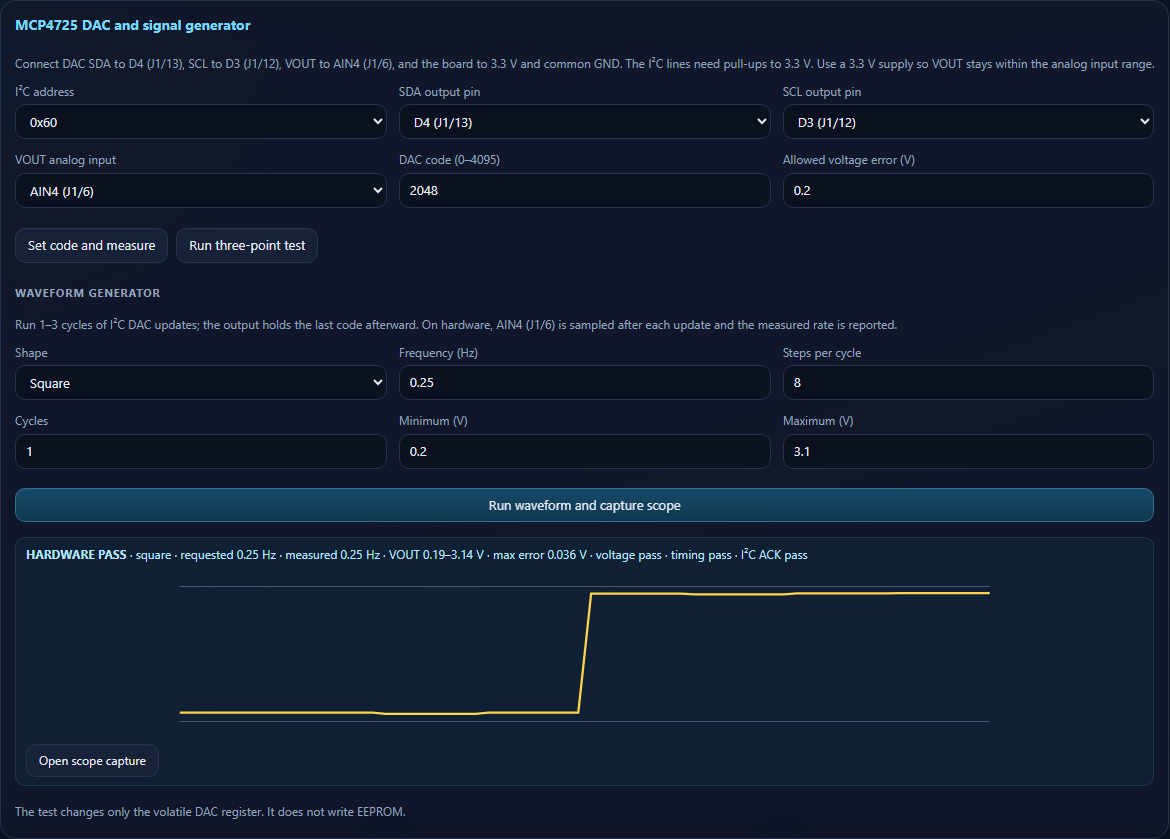 MCP4725 DAC and signal generator
Connect DAC SDA to D4 (J1/13), SCL to D3 (J1/12), VOUT to AIN4 (J1/6), and the board to 3.3 V and common GND. The I²C lines need pull-ups to 3.3 V. Use a 3.3 V supply so VOUT stays within the analog input range.
I²C address SDA output pin SCL output pin
0x60 D4 (J1/13) D3 (J1/12)
VOUT analog input DAC code (0–4095) Allowed voltage error (V)
AIN4 (J1/6) 2048 0.2
Set code and measure Run three-point test
WAVEFORM GENERATOR
Run 1–3 cycles of I²C DAC updates; the output holds the last code afterward. On hardware, AIN4 (J1/6) is sampled after each update and the measured rate is reported.
Shape Frequency (Hz) Steps per cycle
Square 0.25 8
Cycles Minimum (V) Maximum (V)
1 0.2 3.1
Run waveform and capture scope
HARDWARE PASS · square · requested 0.25 Hz · measured 0.25 Hz · VOUT 0.19–3.14 V · max error 0.036 V · voltage pass · timing pass · I²C ACK pass
Open scope capture
The test changes only the volatile DAC register. It does not write EEPROM.